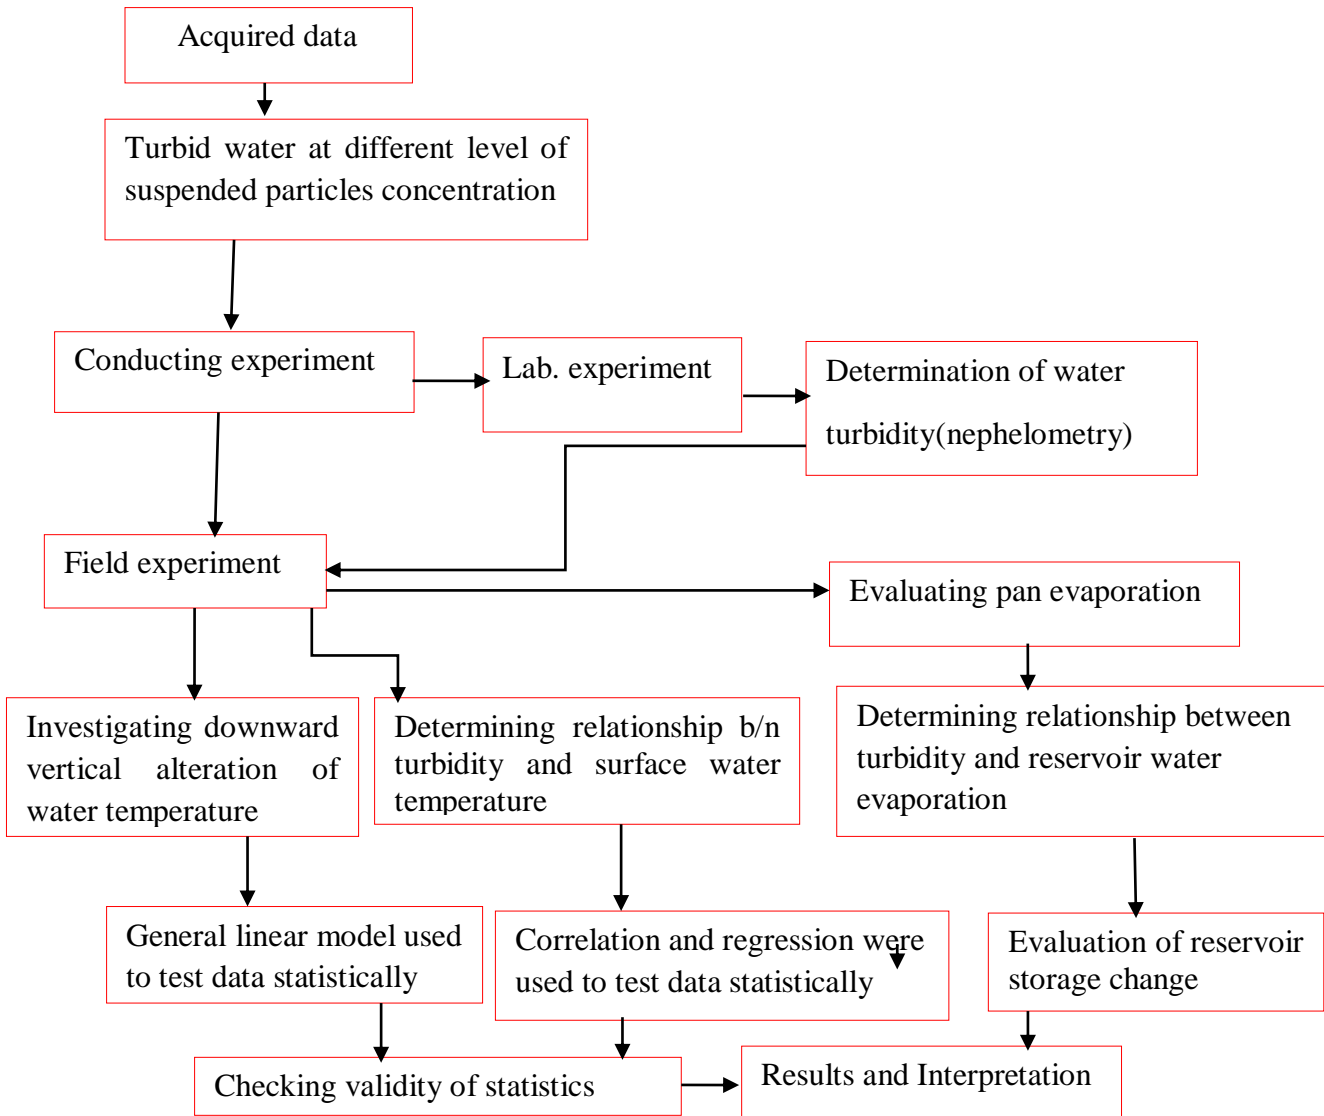 Acquired data
Turbid water at different level of
suspended particles concentration
Conducting experiment
Lab. experiment
Determination of water
turbidity(nephelometry)
Field experiment
Evaluating pan evaporation
Investigating downward
vertical alteration of
water temperature
Determining relationship b/n
turbidity and surface water
temperature
Determining relationship between
turbidity and reservoir water
evaporation
General linear model used
to test data statistically
Correlation and regression were
used to test data statistically
Evaluation of reservoir
storage change
Checking validity of statistics
Results and Interpretation